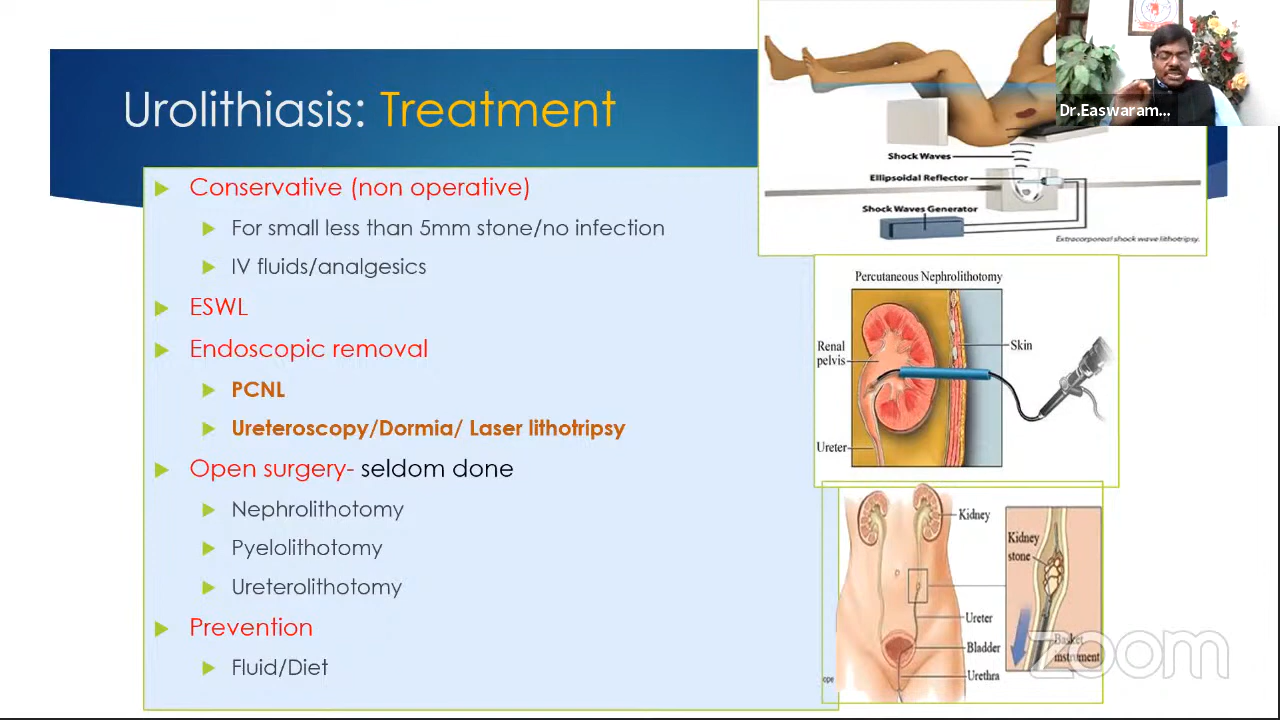 Urolithiasis: Treatment
Conservative (non operative)
For small less than 5mm stone/no infection
IV fluids/analgesics
ESWL
Endoscopic removal
PCNL
Ureteroscopy/Dormia/ Laser lithotripsy
Open surgery- seldom done
Nephrolithotomy
Pyelolithotomy
Ureterolithotomy
Prevention
Fluid/Diet
Shock Waves
Ellipsoidal Reflector
Shock Waves Generator
Extracorporeal shock wave lithotripsy.
Dr.Easwaram...
Percutaneous Nephrolithotomy
Renal
pelvis
Skin
Ureter
Kidney
Kidney
stone
Ureter
Bladder
Urethra
Basket
instrument
ope
zoom